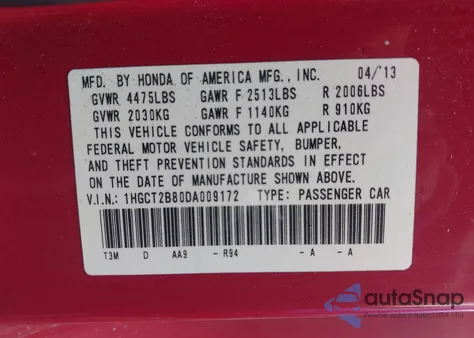 MFD. BY HONDA OF AMERICA MFG., INC. 04/'13
GVWR 4475LBS GAWR F 2513LBS R 2006LBS
GVWR 2030KG GAWR F 1140KG R 910KG
THIS VEHICLE CONFORMS TO ALL APPLICABLE
FEDERAL MOTOR VEHICLE SAFETY, BUMPER,
AND THEFT PREVENTION STANDARDS IN EFFECT
ON THE DATE OF MANUFACTURE SHOWN ABOVE.
V.I.N.: 1HGCT2B80DA009172 TYPE: PASSENGER CAR
T3M D AA9 - R94 - A - A
autoSnap